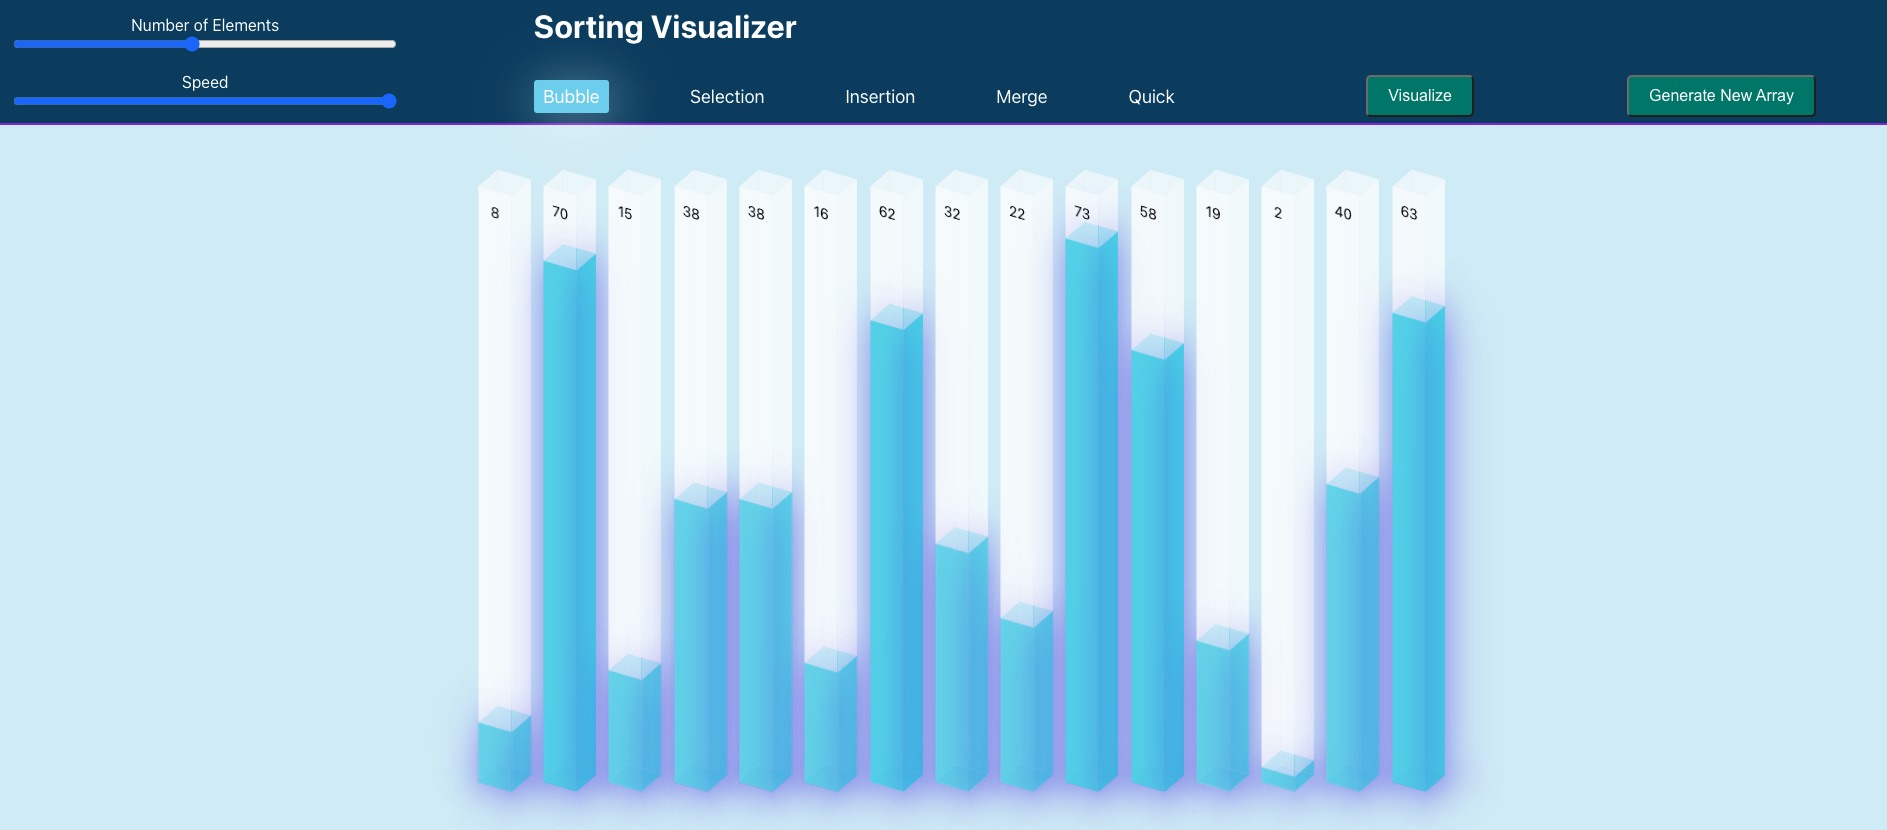 Number of Elements
Speed
Sorting Visualizer
Bubble Selection Insertion Merge Quick Visualize Generate New Array
8 70 15 38 38 16 62 32 22 73 58 19 2 40 63